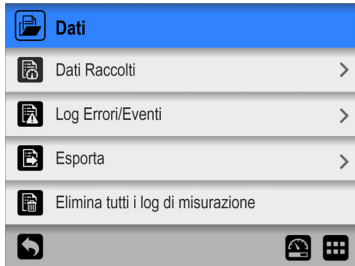 Dati
Dati Raccolti
Log Errori/Eventi
Esporta
Elimina tutti i log di misurazione